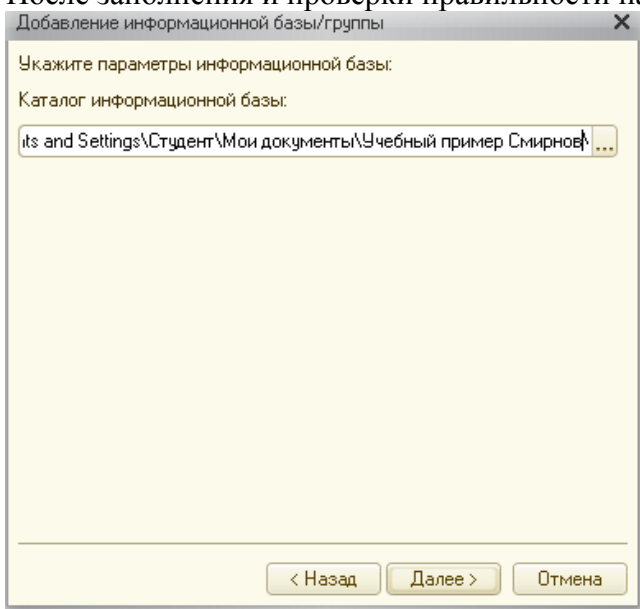 После заполнения и проверки правильности
Добавление информационной базы/группы
Укажите параметры информационной базы:
Каталог информационной базы:
its and Settings\Студент\Мои документы\Учебный пример Смирнов\ ...
< Назад Далее > Отмена